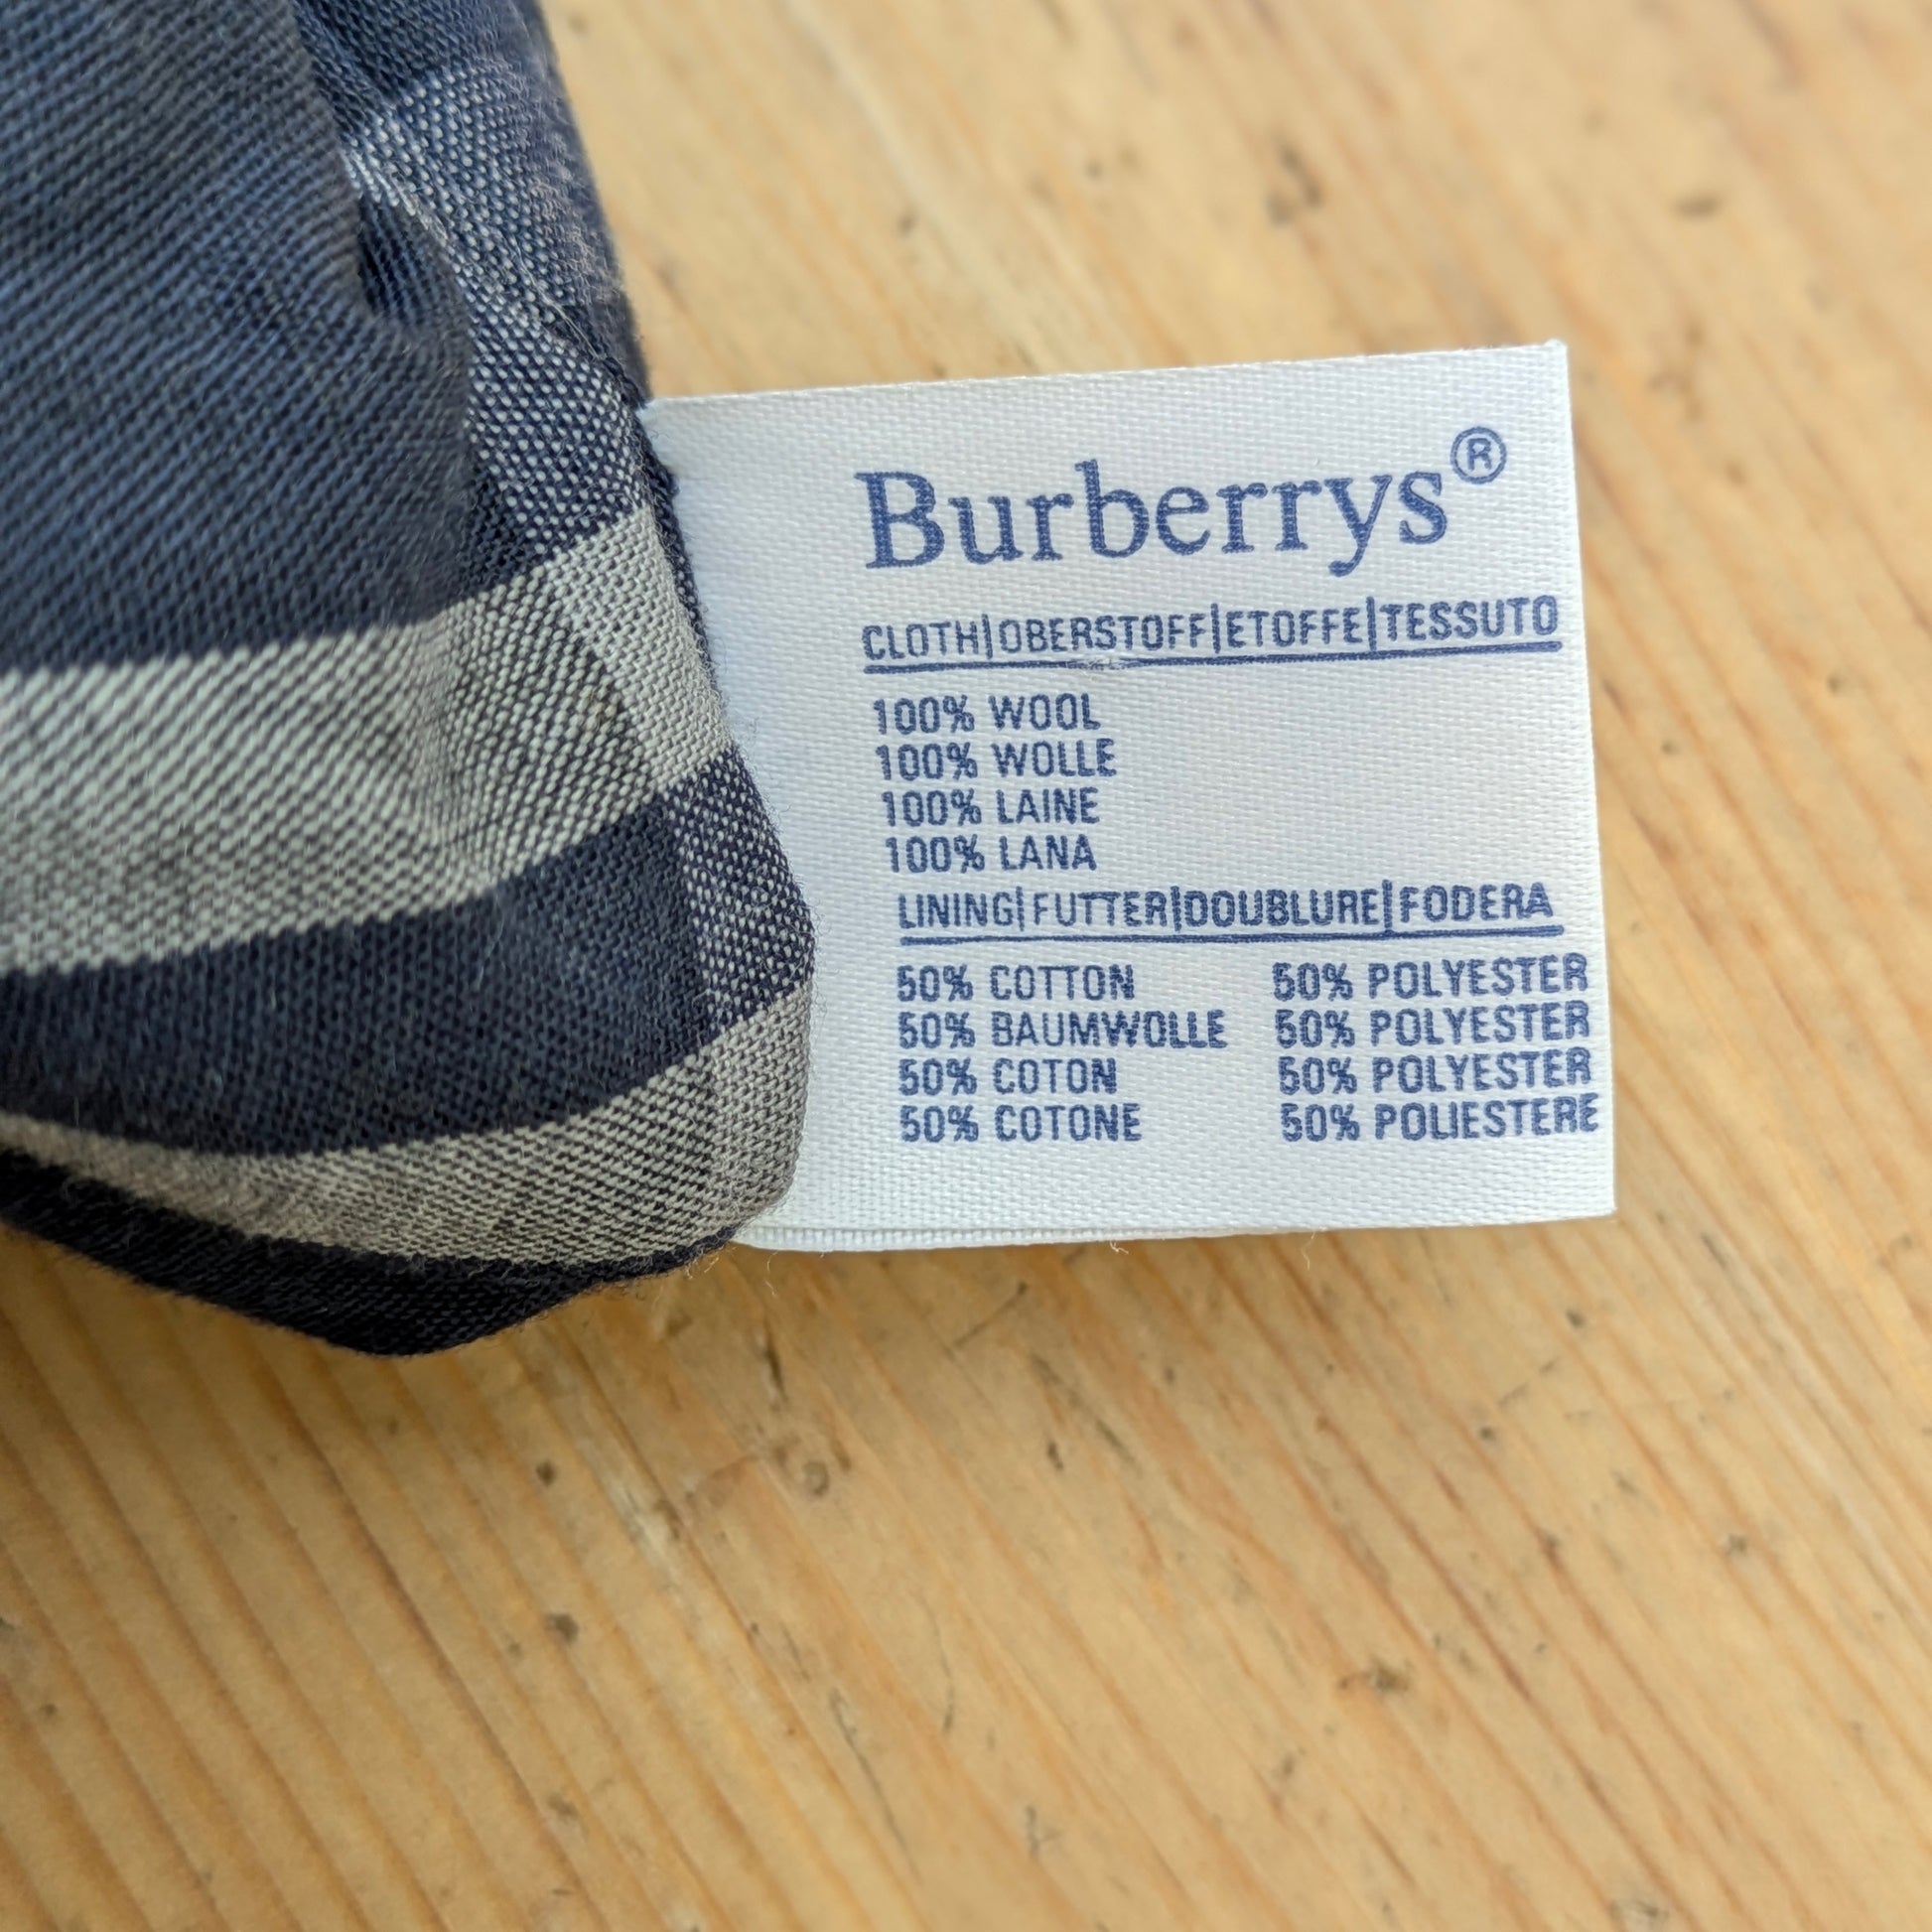 Burberrys®
CLOTH|OBERSTOFF|ETOFFE|TESSUTO
100% WOOL
100% WOLLE
100% LAINE
100% LANA
LINING|FUTTER|DOUBLURE|FODERA
50% COTTON 50% POLYESTER
50% BAUMWOLLE 50% POLYESTER
50% COTON 50% POLYESTER
50% COTONE 50% POLIESTERE